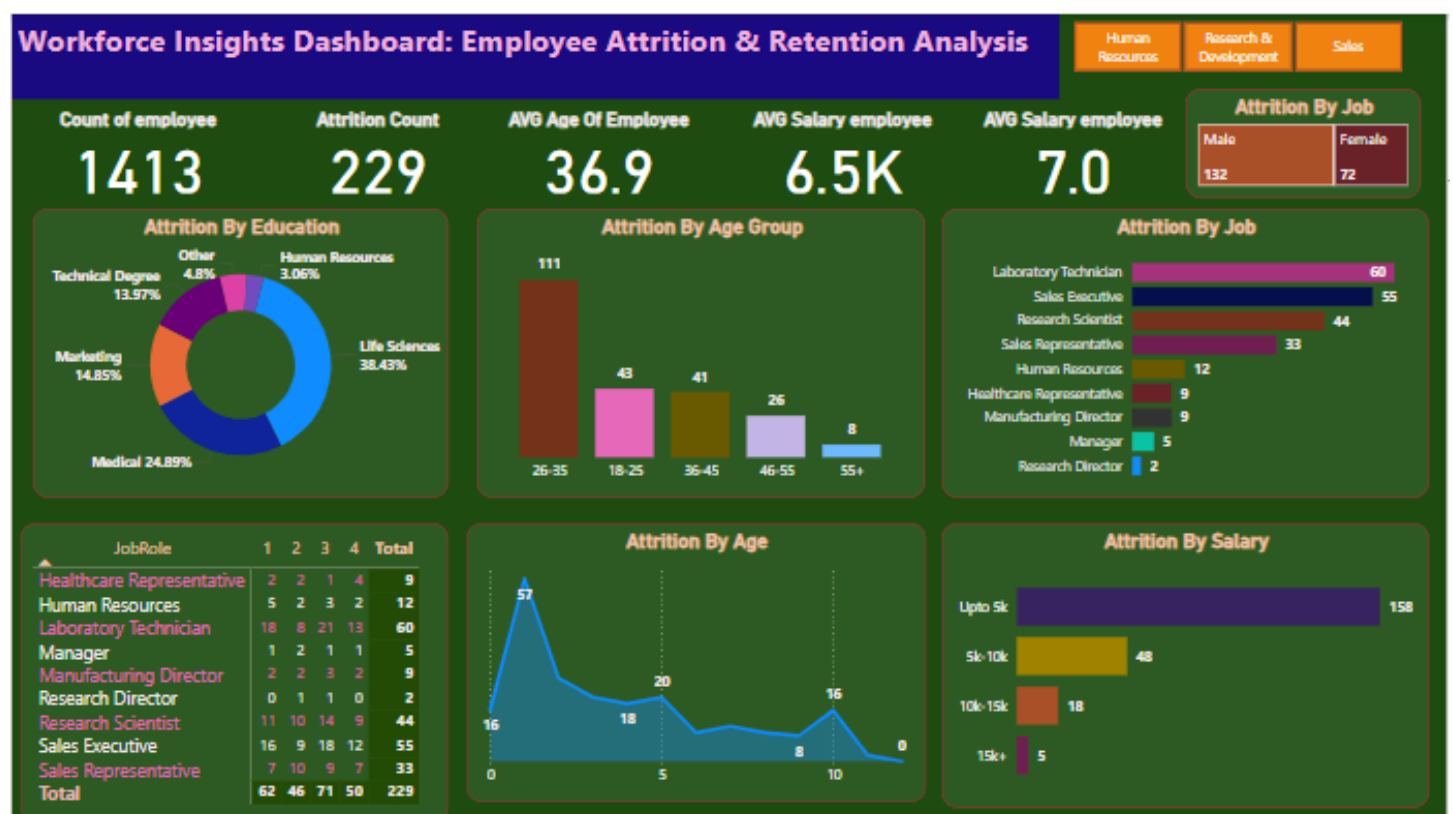 Workforce Insights Dashboard: Employee Attrition & Retention Analysis
Human
Resources
Research &
Development
Sales
Count of employee
1413
Attrition Count
229
AVG Age Of Employee
36.9
AVG Salary employee
6.5K
AVG Salary employee
7.0
Attrition By Job
Male
132
Female
72
Attrition By Education
Other
4.8%
Human Resources
3.06%
Technical Degree
13.97%
Life Sciences
38.43%
Marketing
14.85%
Medical 24.89%
Attrition By Age Group
111
43
41
26
8
26-35 18-25 36-45 46-55 55+
Attrition By Job
Laboratory Technician 60
Sales Executive 55
Research Scientist 44
Sales Representative 33
Human Resources 12
Healthcare Representative 9
Manufacturing Director 9
Manager 5
Research Director 2
JobRole 1 2 3 4 Total
Healthcare Representative 2 2 1 4 9
Human Resources 5 2 3 2 12
Laboratory Technician 18 8 21 13 60
Manager 1 2 1 1 5
Manufacturing Director 2 2 3 2 9
Research Director 0 1 1 0 2
Research Scientist 11 10 14 9 44
Sales Executive 16 9 18 12 55
Sales Representative 7 10 9 7 33
Total 62 46 71 50 229
Attrition By Age
57
20
16
16
18
8
0
0 5 10
Attrition By Salary
Upto 5k 158
5k-10k 48
10k-15k 18
15k+ 5